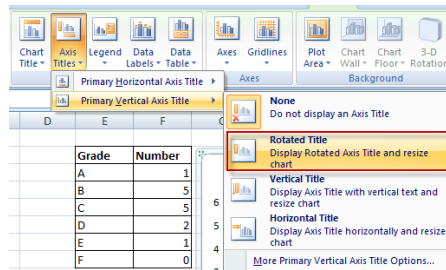 Chart Title
Axis Titles
Legend
Data Labels
Data Table
Axes
Gridlines
Plot Area
Chart Wall
Chart Floor
3-D Rotation
Primary Horizontal Axis Title
Axes
Background
Primary Vertical Axis Title
None
Do not display an Axis Title
Rotated Title
Display Rotated Axis Title and resize
chart
Vertical Title
Display Axis Title with vertical text and
resize chart
Horizontal Title
Display Axis Title horizontally and resize
chart
More Primary Vertical Axis Title Options...
D E F
Grade Number
A 1
B 5
C 5
D 2
E 1
F 0
6
5
4